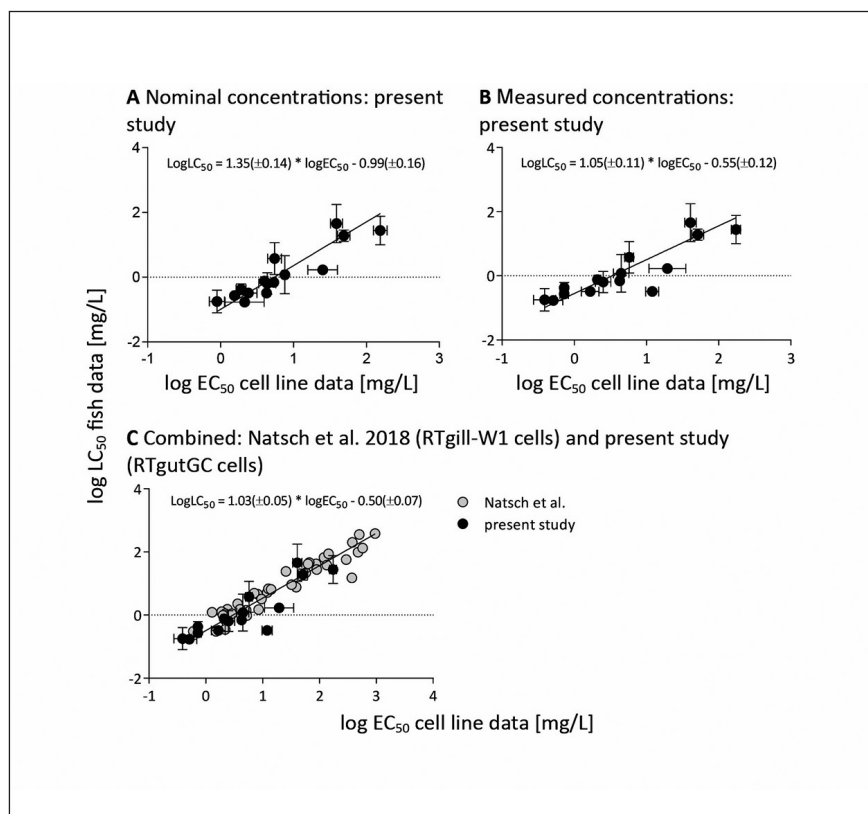 A Nominal concentrations: present
study
LogLC50 = 1.35(±0.14) * logEC50 - 0.99(±0.16)
4
2
0
-2
-1
0
1
2
3
log EC50 cell line data [mg/L]
B Measured concentrations:
present study
LogLC50 = 1.05(±0.11) * logEC50 - 0.55(±0.12)
4
2
0
-2
-1
0
1
2
3
log EC50 cell line data [mg/L]
log LC50 fish data [mg/L]
C Combined: Natsch et al. 2018 (RTgill-W1 cells) and present study
(RTgutGC cells)
LogLC50 = 1.03(±0.05) * logEC50 - 0.50(±0.07)
4
2
0
-2
-1
0
1
2
3
4
Natsch et al.
present study
log EC50 cell line data [mg/L]